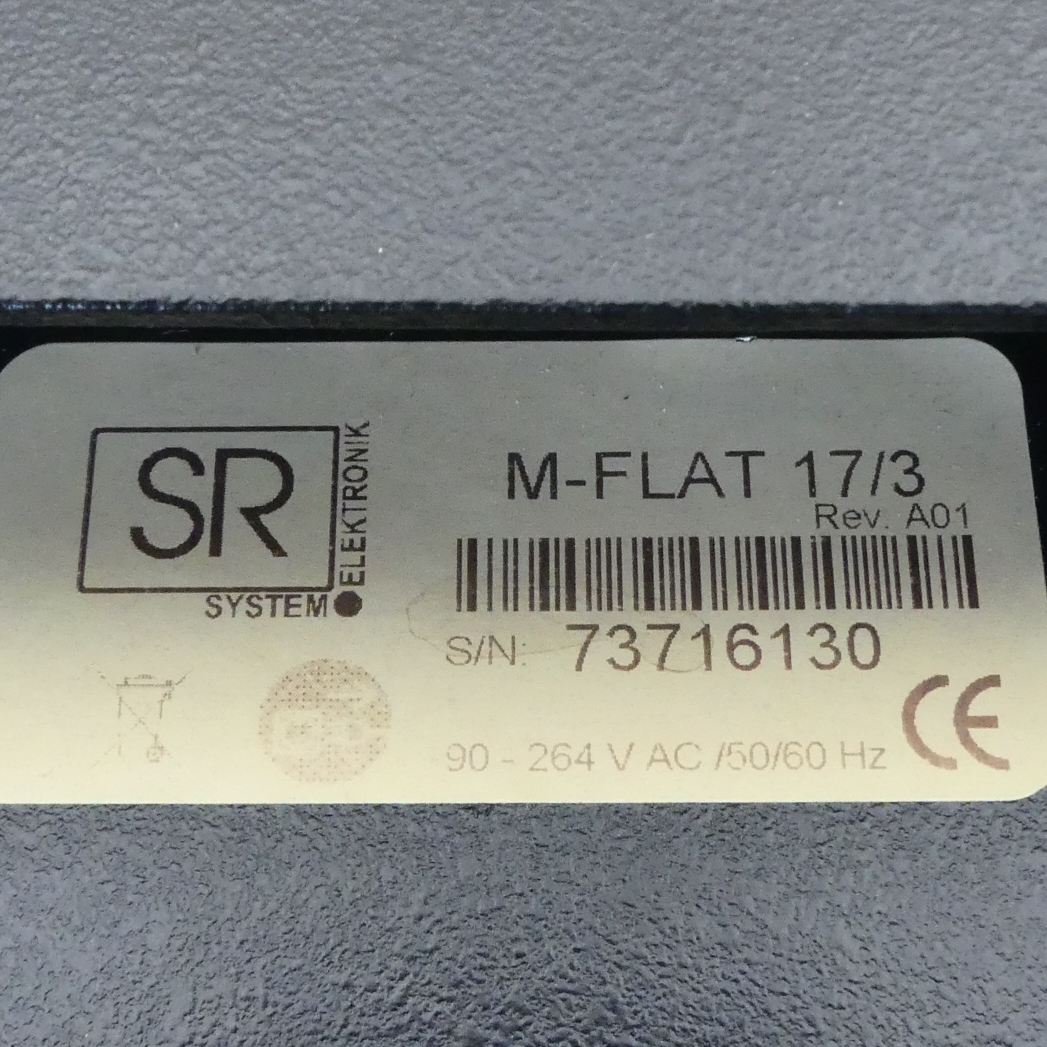 SR
ELEKTRONIK
SYSTEM
M-FLAT 17/3
Rev. A01
S/N: 73716130
90 - 264 V AC /50/60 Hz
CE